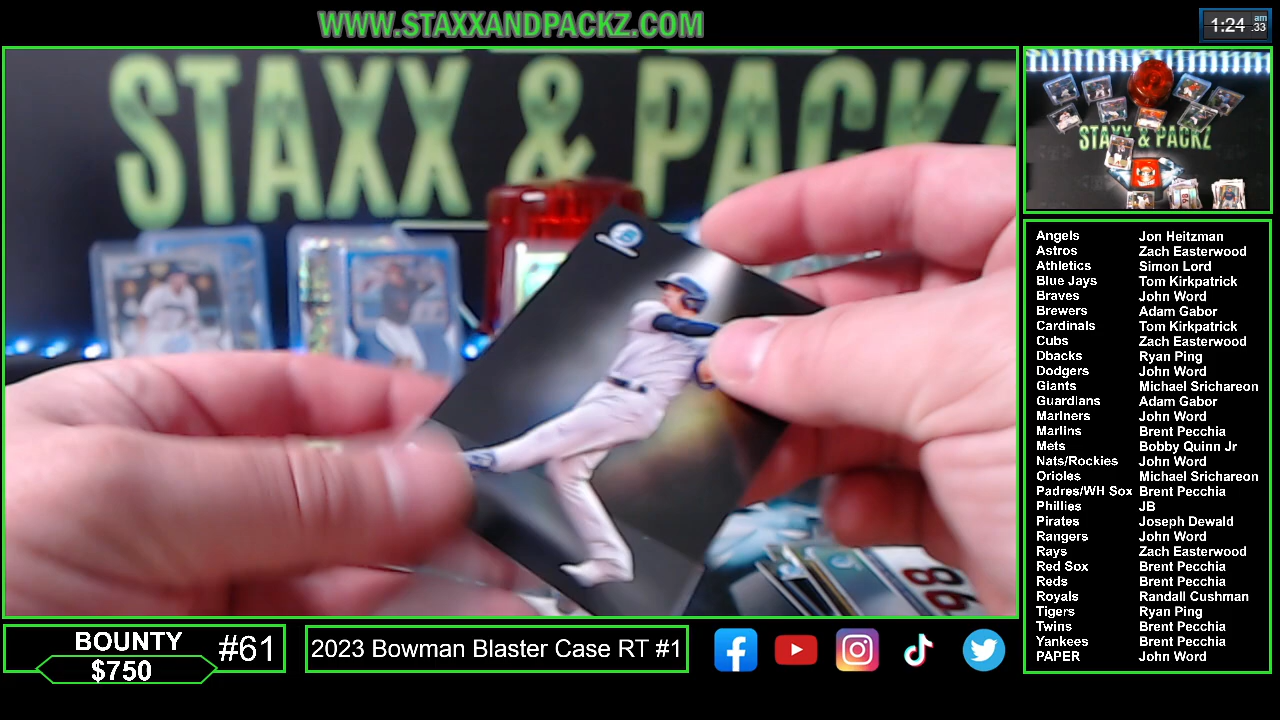 WWW.STAXXANDPACKZ.COM
1:24 am .33
STAXX & PACKZ
STAXX & PACKZ
98
Angels Jon Heitzman
Astros Zach Easterwood
Athletics Simon Lord
Blue Jays Tom Kirkpatrick
Braves John Word
Brewers Adam Gabor
Cardinals Tom Kirkpatrick
Cubs Zach Easterwood
Dbacks Ryan Ping
Dodgers John Word
Giants Michael Srichareon
Guardians Adam Gabor
Mariners John Word
Marlins Brent Pecchia
Mets Bobby Quinn Jr
Nats/Rockies John Word
Orioles Michael Srichareon
Padres/WH Sox Brent Pecchia
Phillies JB
Pirates Joseph Dewald
Rangers John Word
Rays Zach Easterwood
Red Sox Brent Pecchia
Reds Brent Pecchia
Royals Randall Cushman
Tigers Ryan Ping
Twins Brent Pecchia
Yankees Brent Pecchia
PAPER John Word
BOUNTY #61
$750
2023 Bowman Blaster Case RT #1